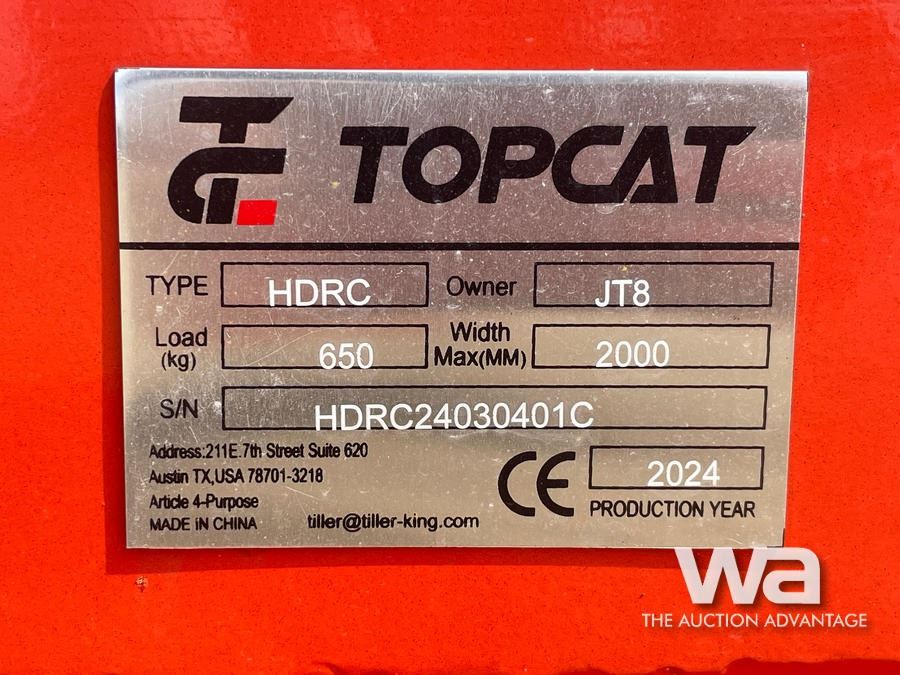 TC TOPCAT
TYPE HDRC Owner JT8
Load (kg) 650 Width Max(MM) 2000
S/N HDRC24030401C
Address:211E.7th Street Suite 620
Austin TX,USA 78701-3218
Article 4-Purpose
MADE iN CHINA tiller@tiller-king.com
CE 2024
PRODUCTION YEAR
wa
THE AUCTION ADVANTAGE